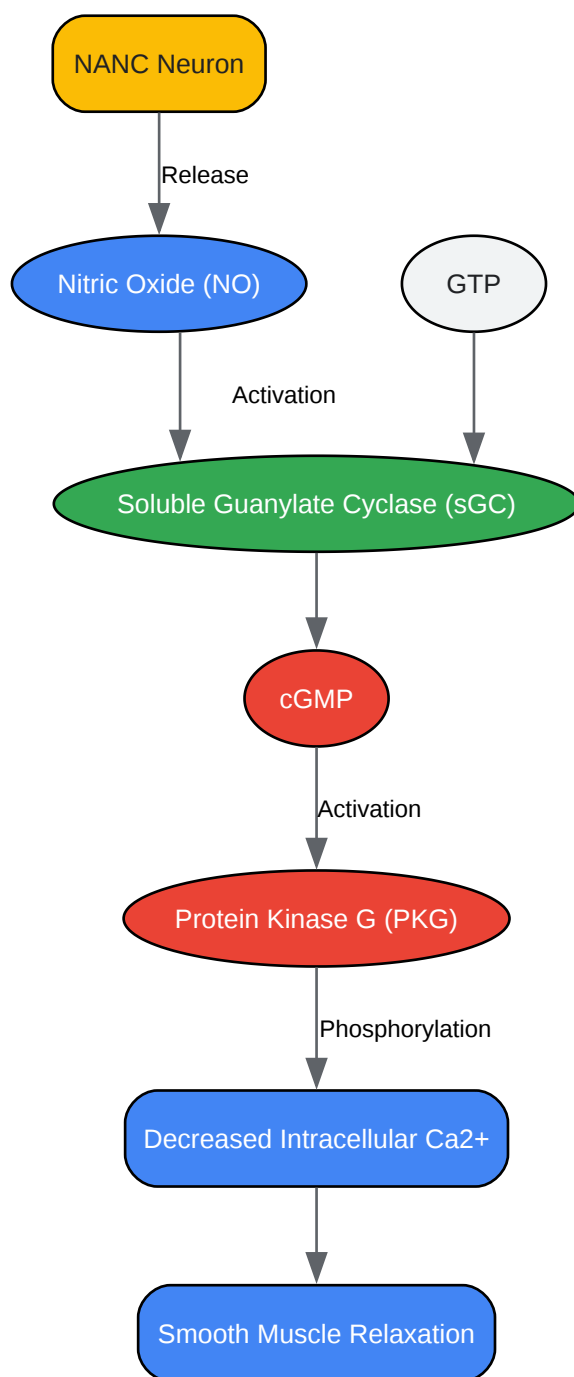 NANC Neuron
Release
Nitric Oxide (NO)
GTP
Activation
Soluble Guanylate Cyclase (sGC)
cGMP
Activation
Protein Kinase G (PKG)
Phosphorylation
Decreased Intracellular Ca2+
Smooth Muscle Relaxation